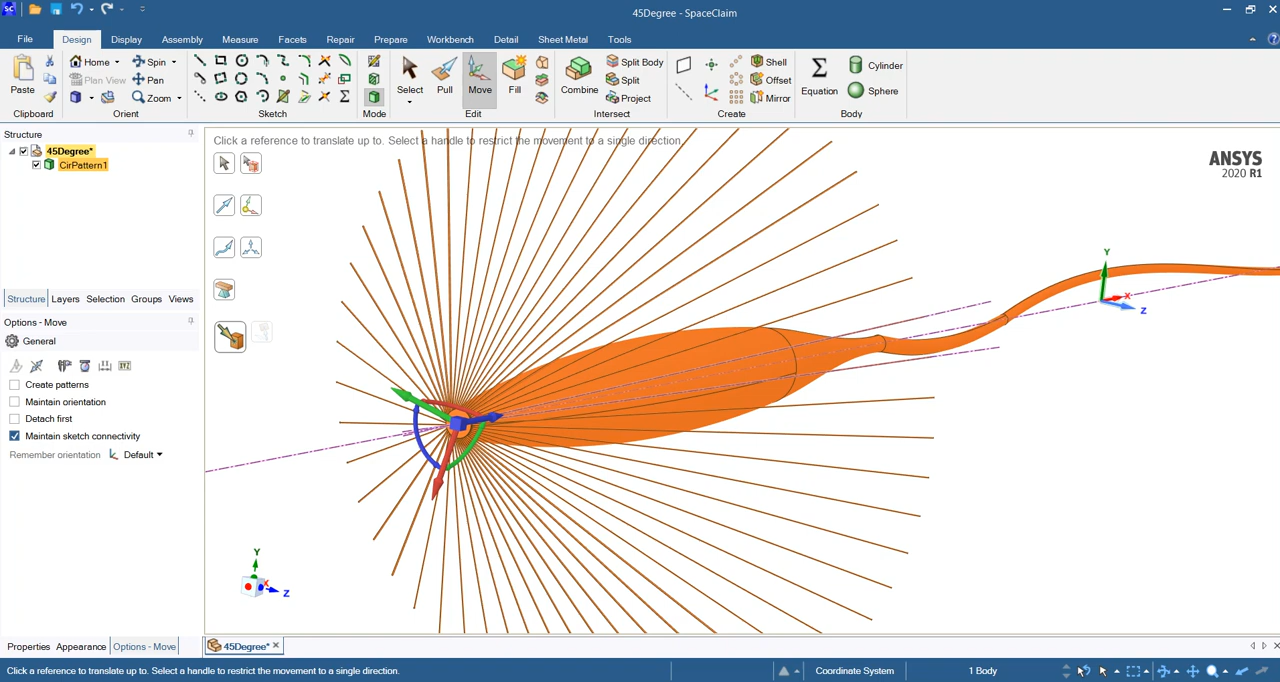 SC
45Degree - SpaceClaim
File Design Display Assembly Measure Facets Repair Prepare Workbench Detail Sheet Metal Tools
Paste
Home
Plan View
Spin
Pan
Zoom
Select
Pull
Move
Fill
Combine
Split Body
Split
Project
Shell
Offset
Mirror
Equation
Cylinder
Sphere
Clipboard Orient Sketch Mode Edit Intersect Create Body
Structure
45Degree*
CirPattern1
Structure Layers Selection Groups Views
Options - Move
General
XYZ
Create patterns
Maintain orientation
Detach first
Maintain sketch connectivity
Remember orientation Default
Click a reference to translate up to. Select a handle to restrict the movement to a single direction.
ANSYS
2020 R1
Y
X
Z
Y
X
Z
Properties Appearance Options - Move
45Degree*
Click a reference to translate up to. Select a handle to restrict the movement to a single direction.
Coordinate System
1 Body